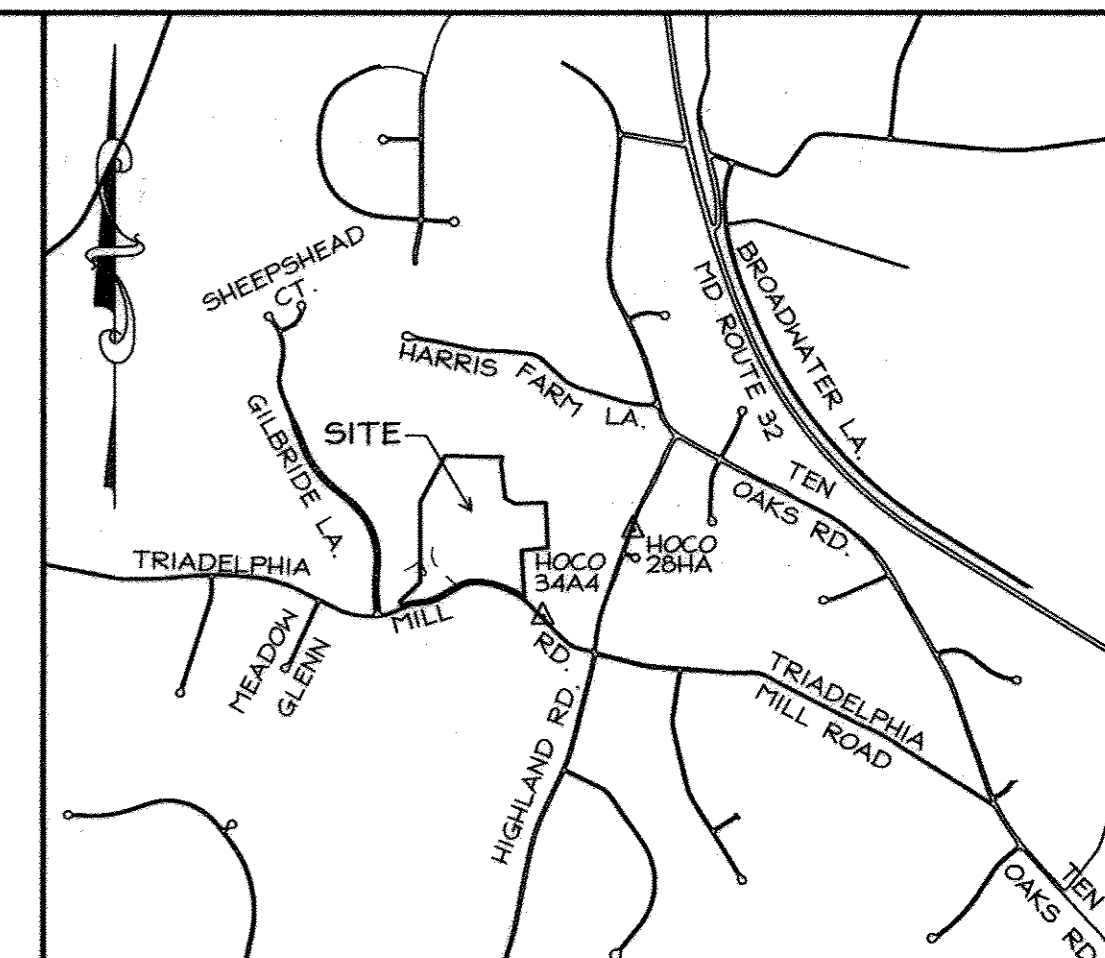 SHEEPSHEAD
CT.
BROADWATER LA.
MD ROUTE 32
HARRIS FARM LA.
GILBRIDE LA.
SITE
TEN
OAKS RD.
HOCO
28HA
HOCO
34A4
TRIADELPHIA
MILL
RD.
MEADOW
GLENN
TRIADELPHIA
MILL ROAD
HIGHLAND RD.
TEN
OAKS RD.